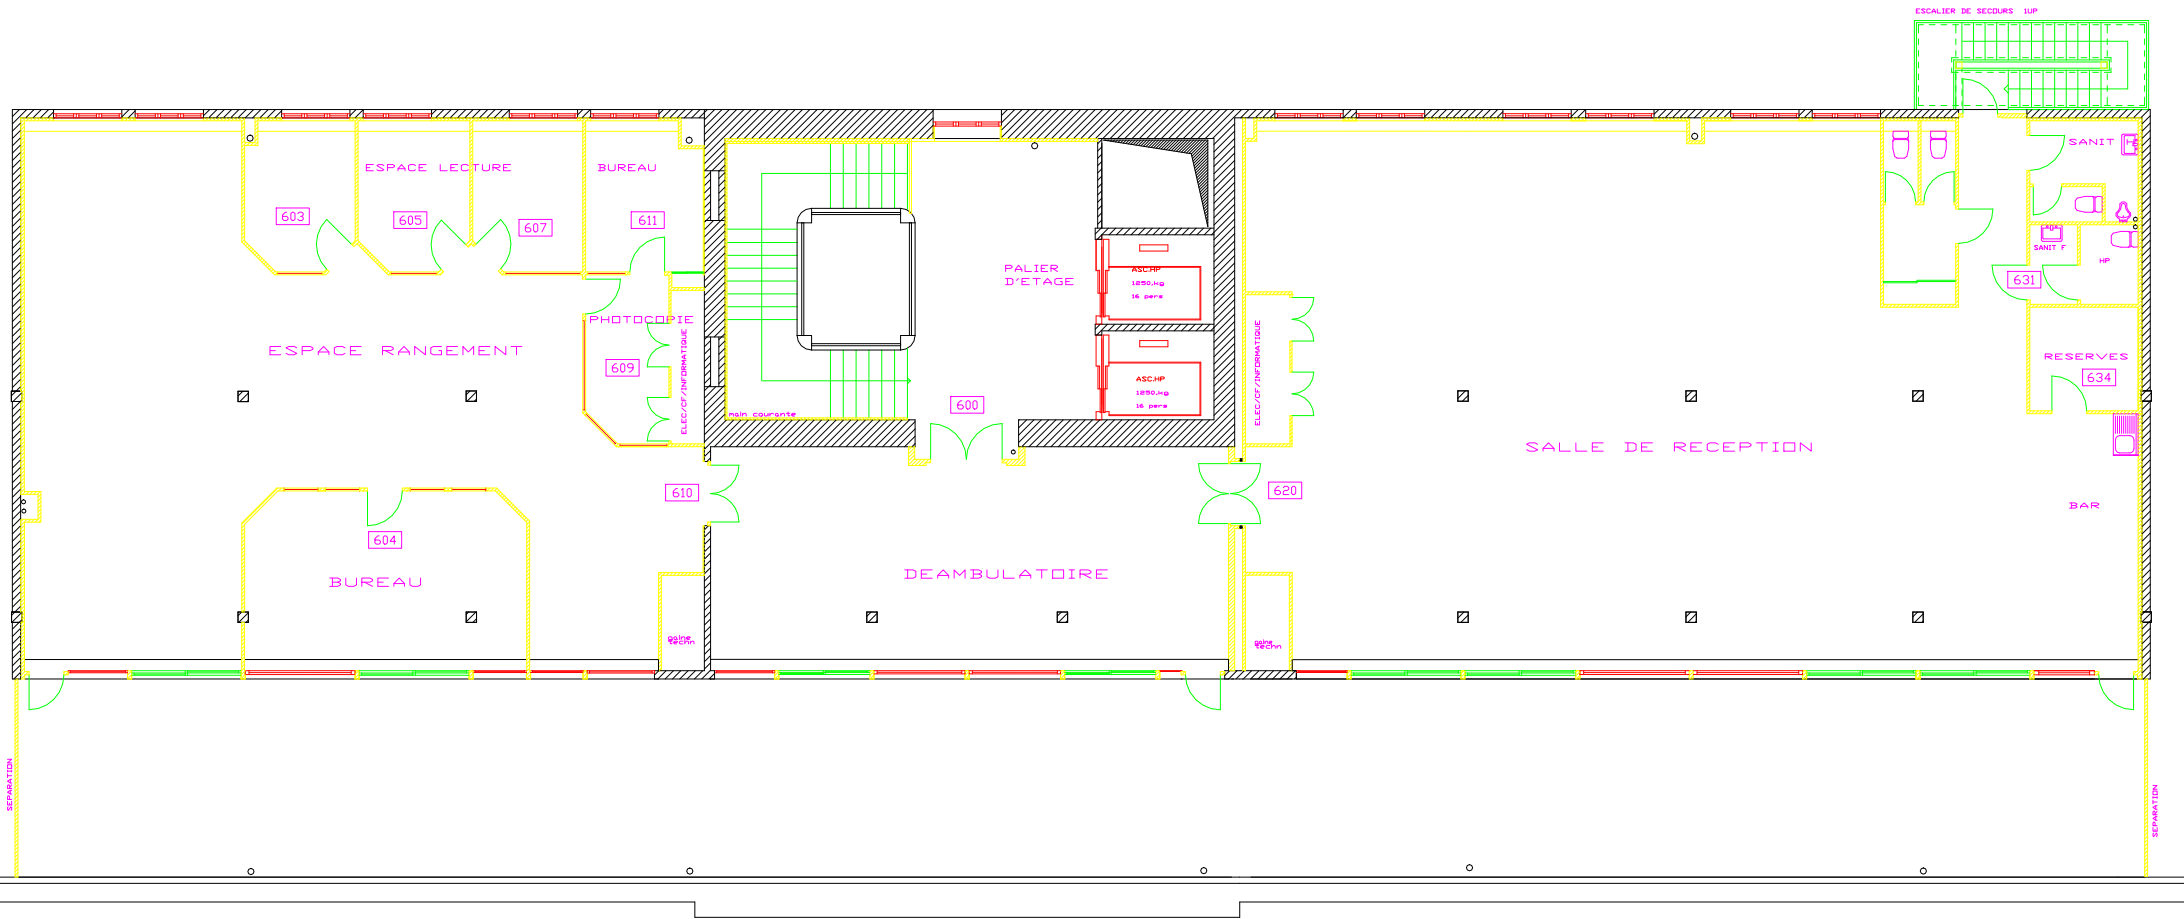 ESCALIER DE SECOURS 1UP
SANIT
ESPACE LECTURE
BUREAU
603
605
607
611
SANIT F
HP
631
PALIER
D'ETAGE
ASC.HP
1250.kg
16 pers
PHOTOCOPIE
ESPACE RANGEMENT
609
ELEC/CF/INFORMATIQUE
ELEC/CF/INFORMATIQUE
RESERVES
634
ASC.HP
1250.kg
16 pers
600
main courante
SALLE DE RECEPTION
610
620
BAR
604
BUREAU
DEAMBULATOIRE
gaine
techn
gaine
techn
SEPARATION
SEPARATION